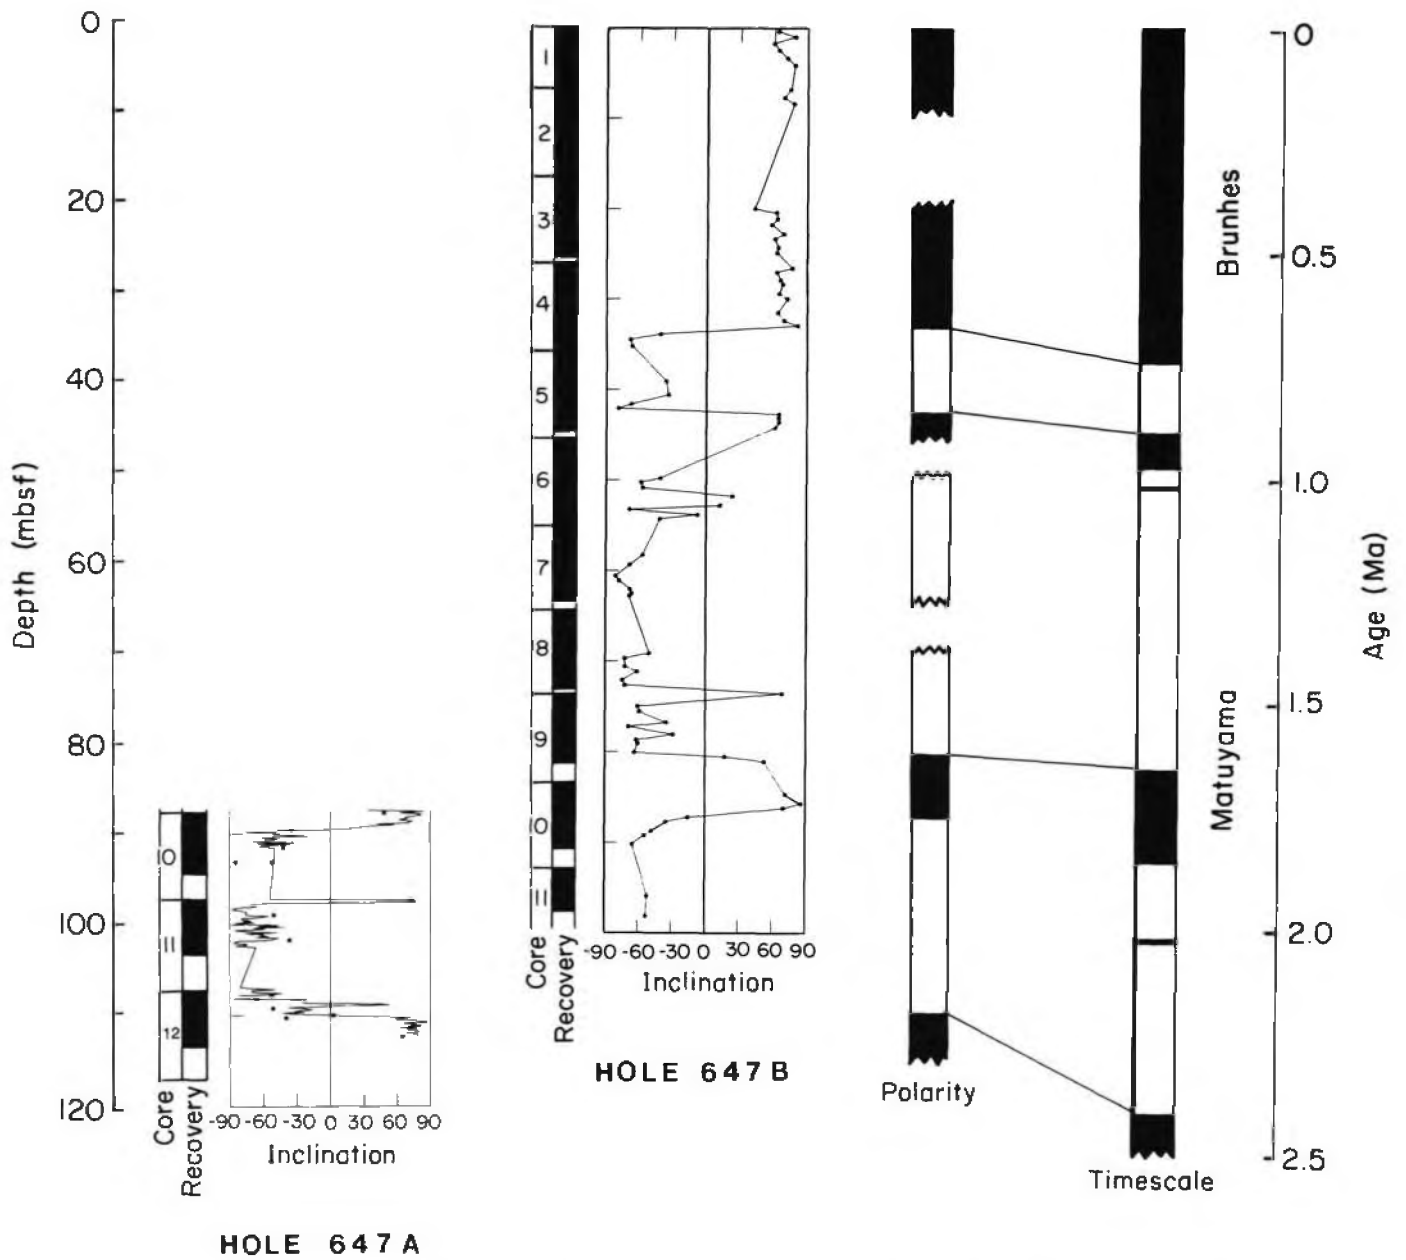 0
20
40
60
80
100
120
Depth (mbsf)
10
11
12
Core
Recovery
-90 -60 -30 0 30 60 90
Inclination
HOLE 647A
1
2
3
4
5
6
7
8
9
10
11
Core
Recovery
-90 -60 -30 0 30 60 90
Inclination
HOLE 647B
Polarity
Timescale
Brunhes
Matuyama
0
0.5
1.0
1.5
2.0
2.5
Age (Ma)